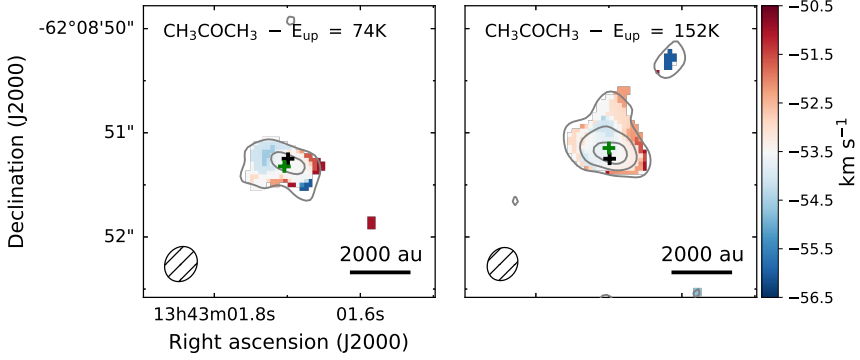 CH3COCH3 − Eup = 74K
CH3COCH3 − Eup = 152K
-62°08'50"
51"
52"
Declination (J2000)
2000 au
2000 au
13h43m01.8s
01.6s
Right ascension (J2000)
−50.5
−51.5
−52.5
−53.5
−54.5
−55.5
−56.5
km s⁻¹